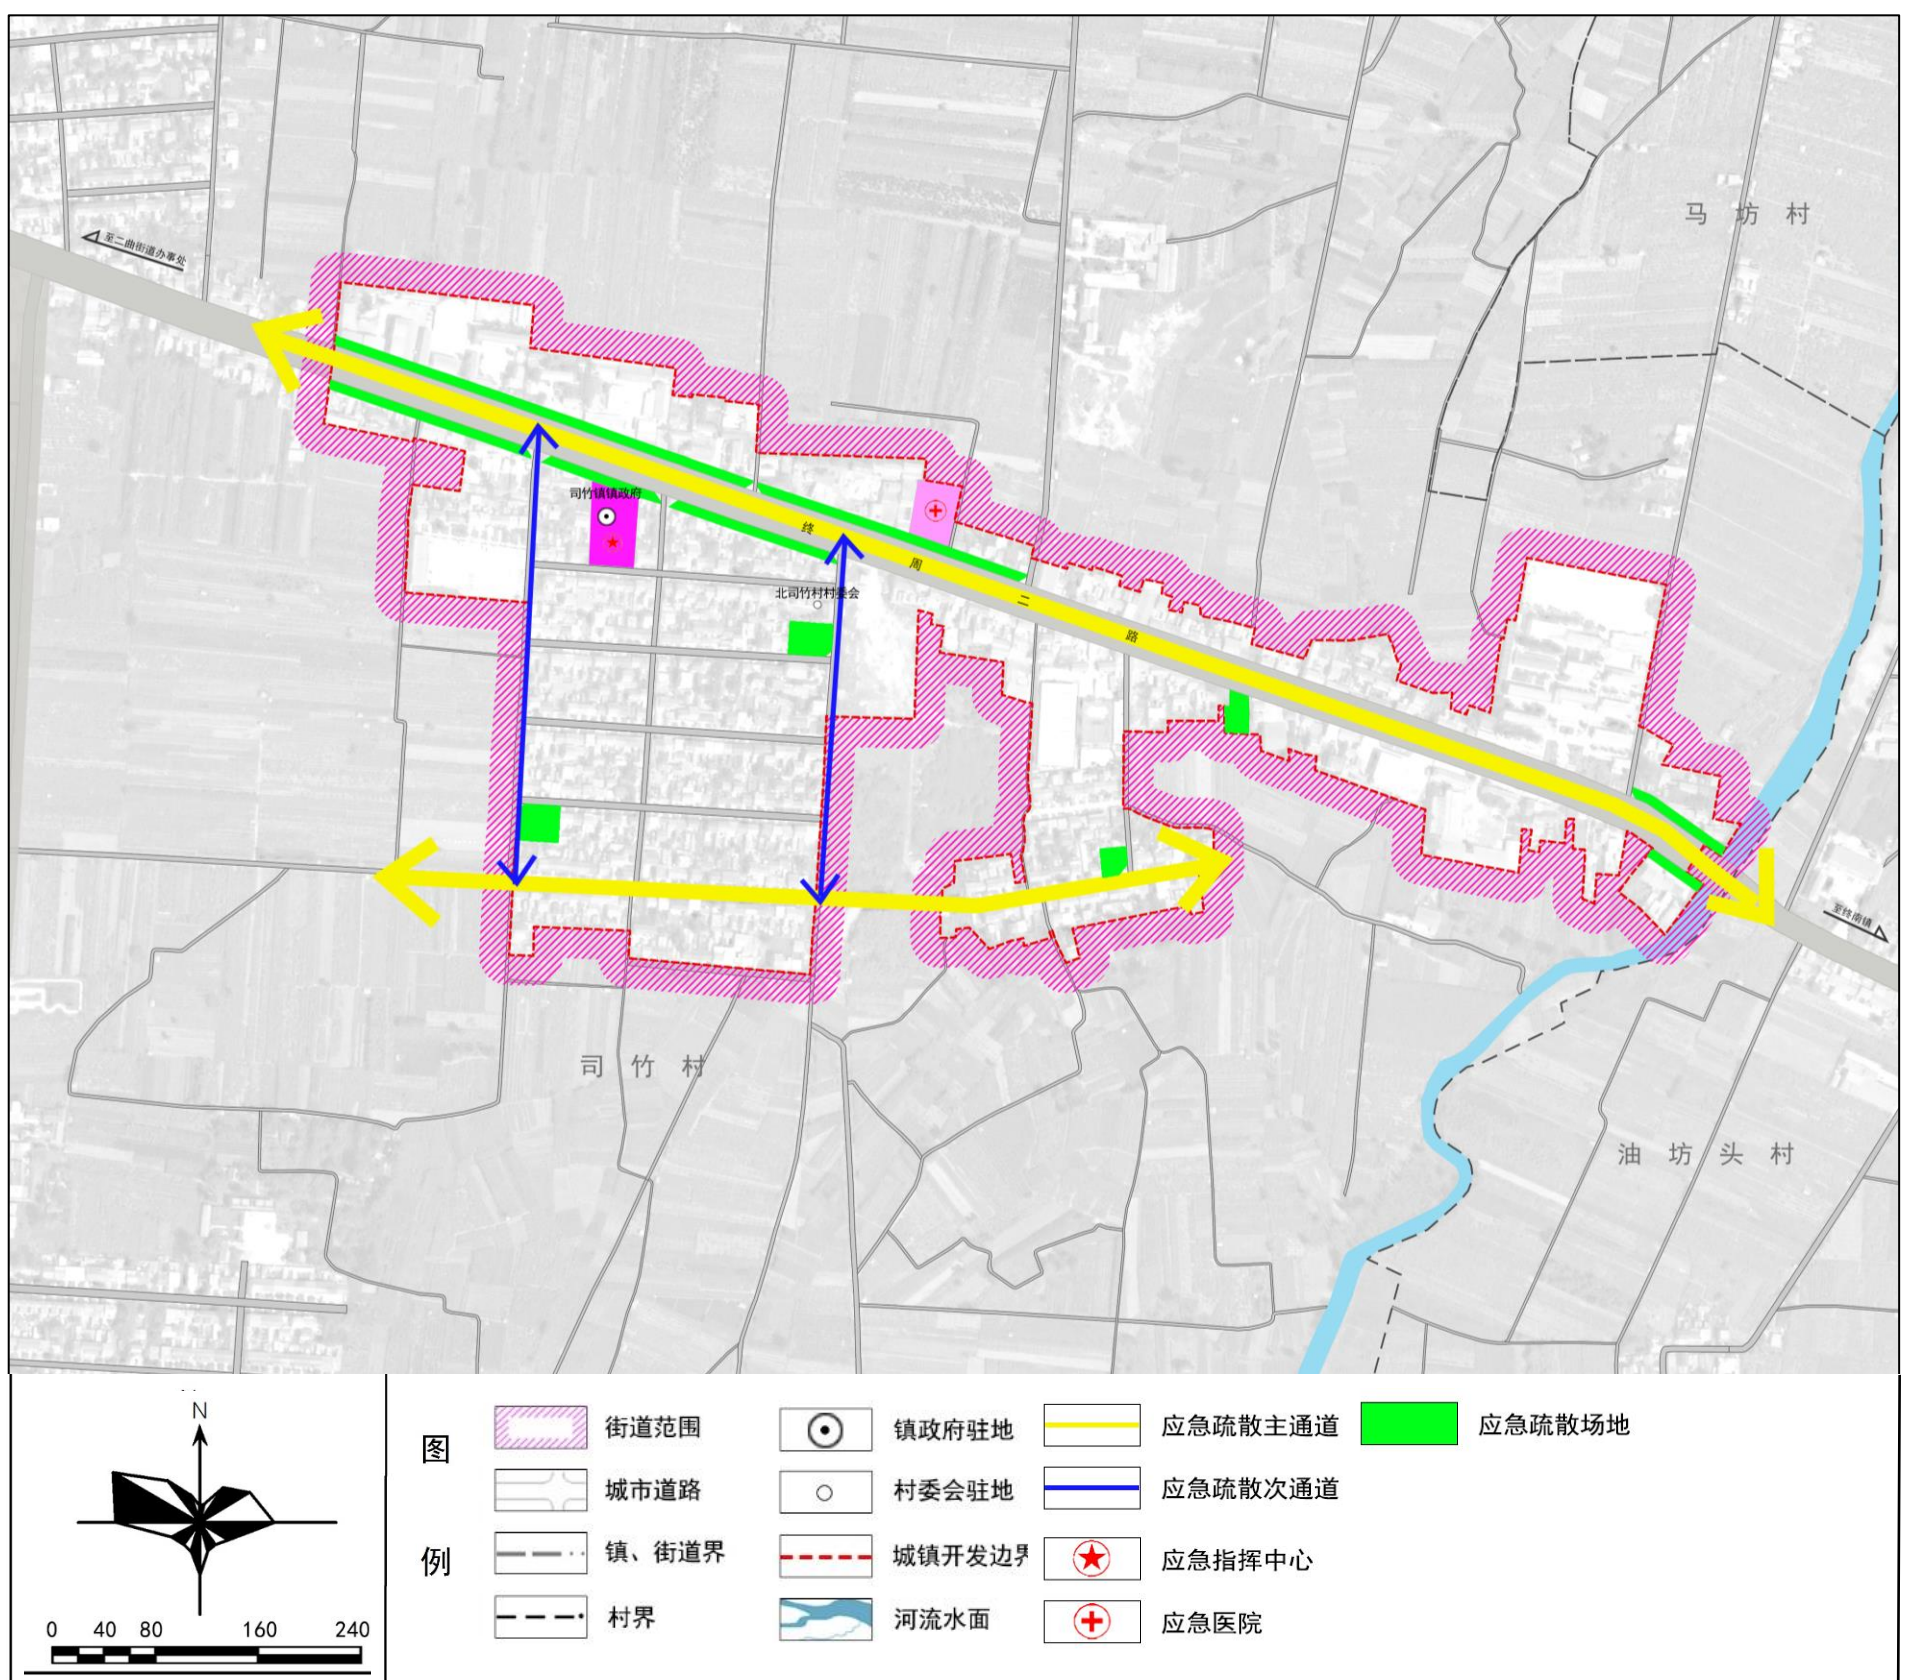 马坊村
至二曲街道办事处
司竹镇镇政府
终周二路
北司竹村村委会
至终南镇
司竹村
油坊头村
N
0 40 80 160 240
图例
街道范围
城市道路
镇、街道界
村界
镇政府驻地
村委会驻地
城镇开发边界
河流水面
应急疏散主通道
应急疏散次通道
应急指挥中心
应急医院
应急疏散场地